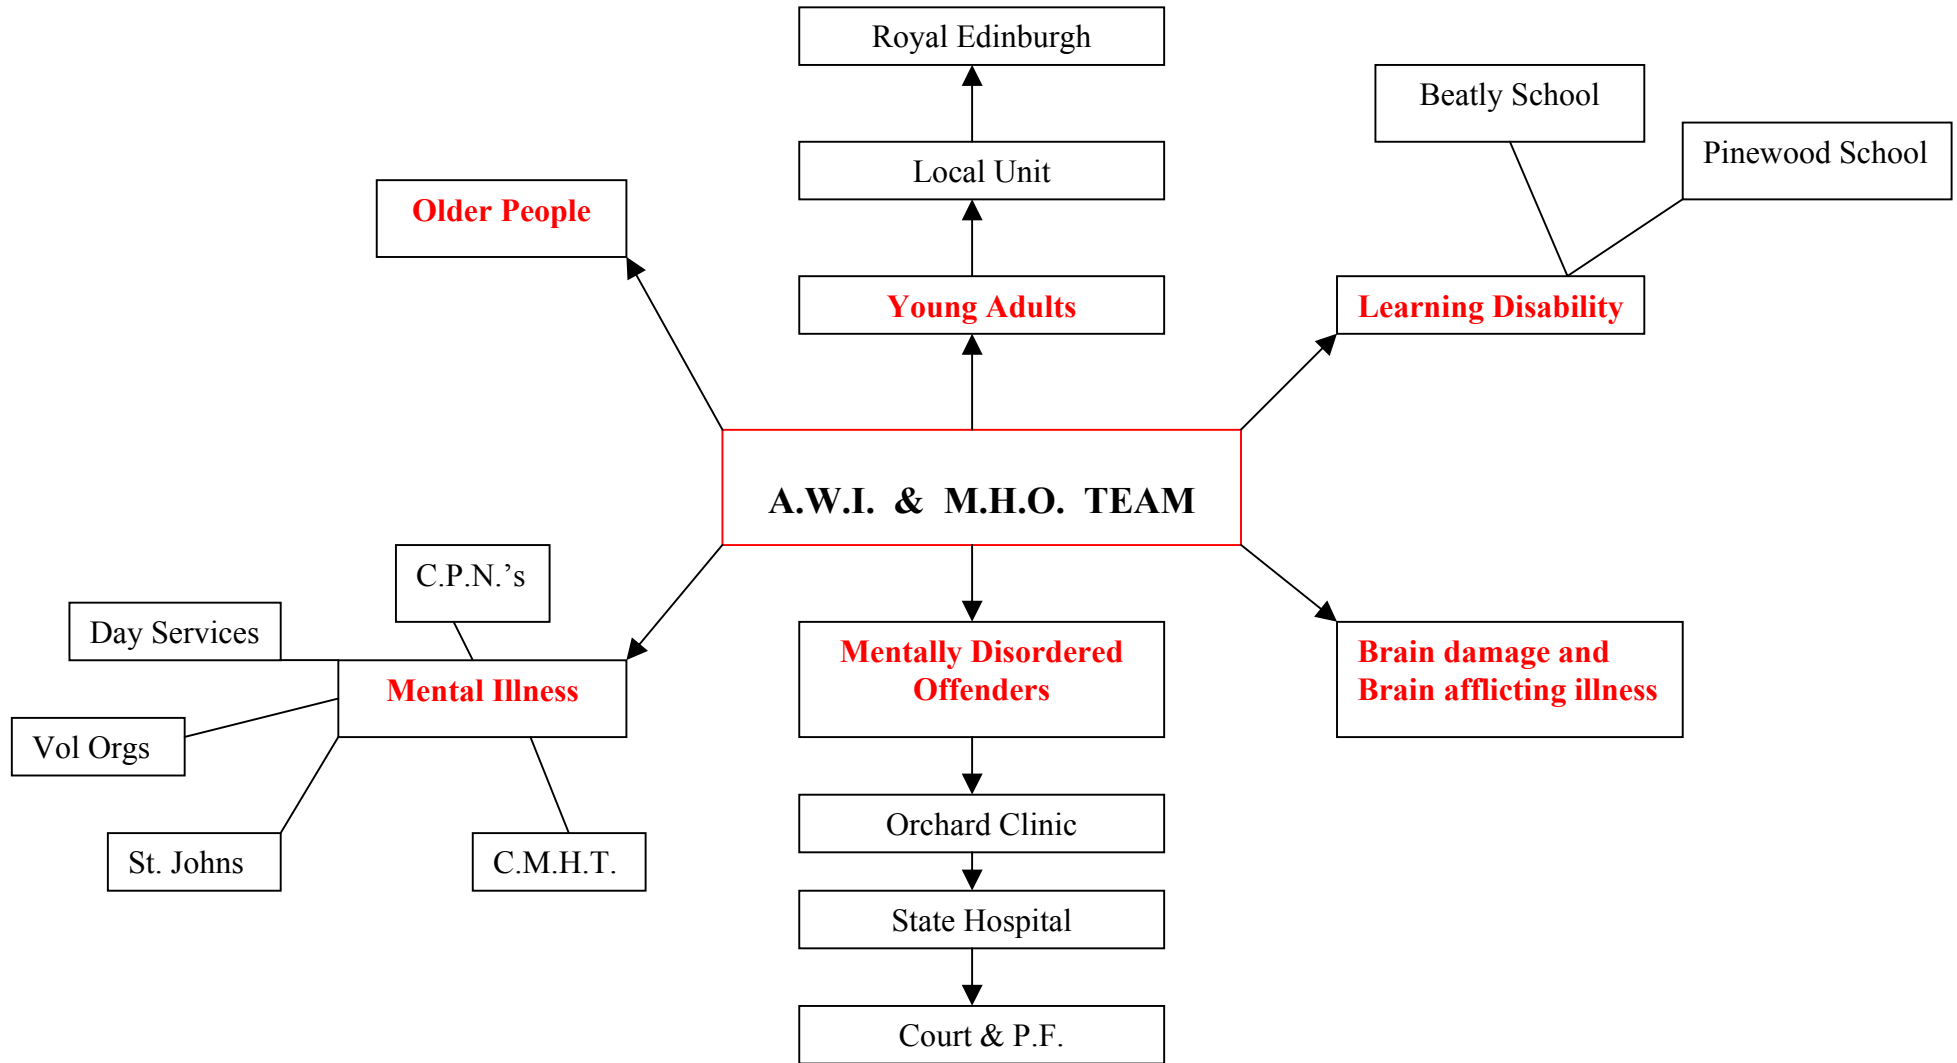 Royal Edinburgh
Beatly School
Pinewood School
Local Unit
Older People
Young Adults
Learning Disability
A.W.I. & M.H.O. TEAM
C.P.N.’s
Day Services
Mental Illness
Vol Orgs
St. Johns
C.M.H.T.
Mentally Disordered
Offenders
Brain damage and
Brain afflicting illness
Orchard Clinic
State Hospital
Court & P.F.